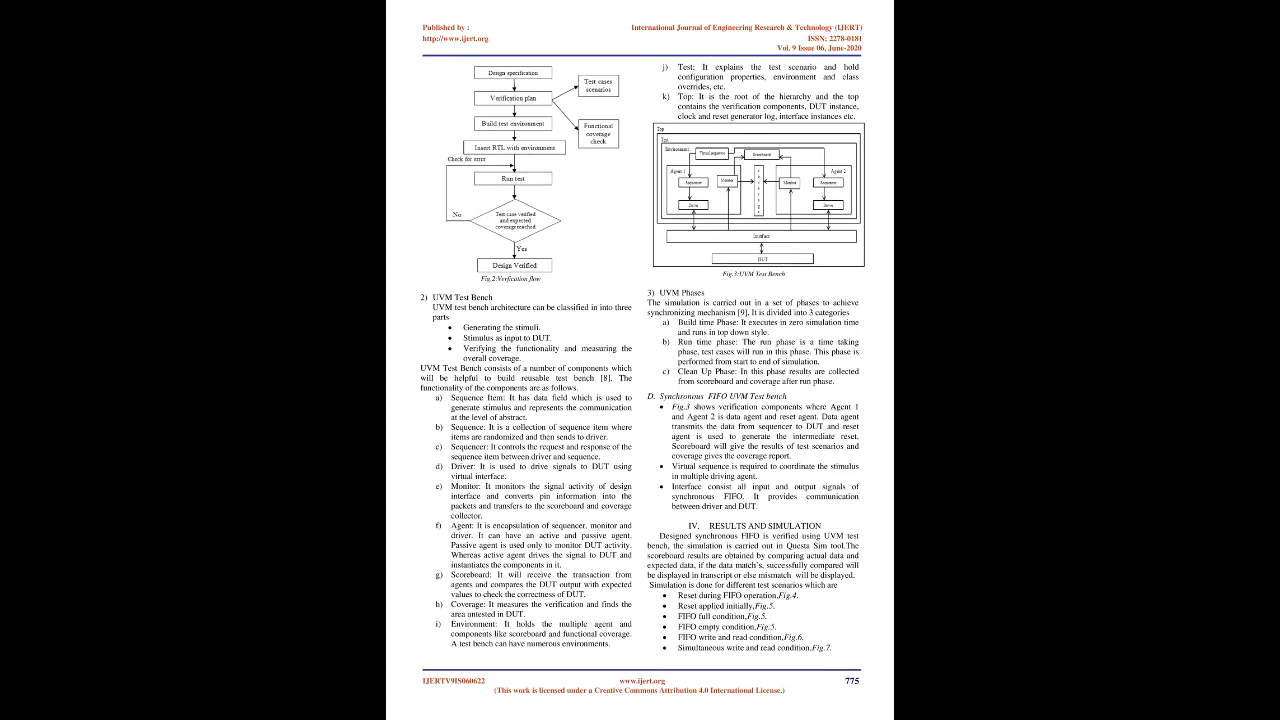 Published by :
http://www.ijert.org
International Journal of Engineering Research & Technology (IJERT)
ISSN: 2278-0181
Vol. 9 Issue 06, June-2020
Design specification
Verification plan
Test cases
scenarios
Build test environment
Functional
coverage
check
Insert RTL with environment
Check for error
Run test
No
Test case verified
and expected
coverage reached
Yes
Design Verified
Fig.2:Verfication flow
2) UVM Test Bench
UVM test bench architecture can be classified in into three
parts
• Generating the stimuli.
• Stimulus as input to DUT.
• Verifying the functionality and measuring the
overall coverage.
UVM Test Bench consists of a number of components which
will be helpful to build reusable test bench [8]. The
functionality of the components are as follows.
a) Sequence Item: It has data field which is used to
generate stimulus and represents the communication
at the level of abstract.
b) Sequence: It is a collection of sequence item where
items are randomized and then sends to driver.
c) Sequencer: It controls the request and response of the
sequence item between driver and sequence.
d) Driver: It is used to drive signals to DUT using
virtual interface.
e) Monitor: It monitors the signal activity of design
interface and converts pin information into the
packets and transfers to the scoreboard and coverage
collector.
f) Agent: It is encapsulation of sequencer, monitor and
driver. It can have an active and passive agent.
Passive agent is used only to monitor DUT activity.
Whereas active agent drives the signal to DUT and
instantiates the components in it.
g) Scoreboard: It will receive the transaction from
agents and compares the DUT output with expected
values to check the correctness of DUT.
h) Coverage: It measures the verification and finds the
area untested in DUT.
i) Environment: It holds the multiple agent and
components like scoreboard and functional coverage.
A test bench can have numerous environments.
j) Test: It explains the test scenario and hold
configuration properties, environment and class
overrides, etc.
k) Top: It is the root of the hierarchy and the top
contains the verification components, DUT instance,
clock and reset generator log, interface instances etc.
Top
Test
Environment
Virtual sequence
Scoreboard
Agent 1
Agent 2
Sequencer
Monitor
coverage
Monitor
Sequencer
Driver
Driver
Interface
DUT
Fig.3:UVM Test Bench
3) UVM Phases
The simulation is carried out in a set of phases to achieve
synchronizing mechanism [9]. It is divided into 3 categories
a) Build time Phase: It executes in zero simulation time
and runs in top down style.
b) Run time phase: The run phase is a time taking
phase, test cases will run in this phase. This phase is
performed from start to end of simulation.
c) Clean Up Phase: In this phase results are collected
from scoreboard and coverage after run phase.
D. Synchronous FIFO UVM Test bench
• Fig.3 shows verification components where Agent 1
and Agent 2 is data agent and reset agent. Data agent
transmits the data from sequencer to DUT and reset
agent is used to generate the intermediate reset.
Scoreboard will give the results of test scenarios and
coverage gives the coverage report.
• Virtual sequence is required to coordinate the stimulus
in multiple driving agent.
• Interface consist all input and output signals of
synchronous FIFO. It provides communication
between driver and DUT.
IV. RESULTS AND SIMULATION
Designed synchronous FIFO is verified using UVM test
bench, the simulation is carried out in Questa Sim tool.The
scoreboard results are obtained by comparing actual data and
expected data, if the data match's, successfully compared will
be displayed in transcript or else mismatch will be displayed.
Simulation is done for different test scenarios which are
• Reset during FIFO operation,Fig.4.
• Reset applied initially,Fig.5.
• FIFO full condition,Fig.5.
• FIFO empty condition,Fig.5.
• FIFO write and read condition,Fig.6.
• Simultaneous write and read condition,Fig.7.
IJERTV9IS060622
www.ijert.org
775
(This work is licensed under a Creative Commons Attribution 4.0 International License.)